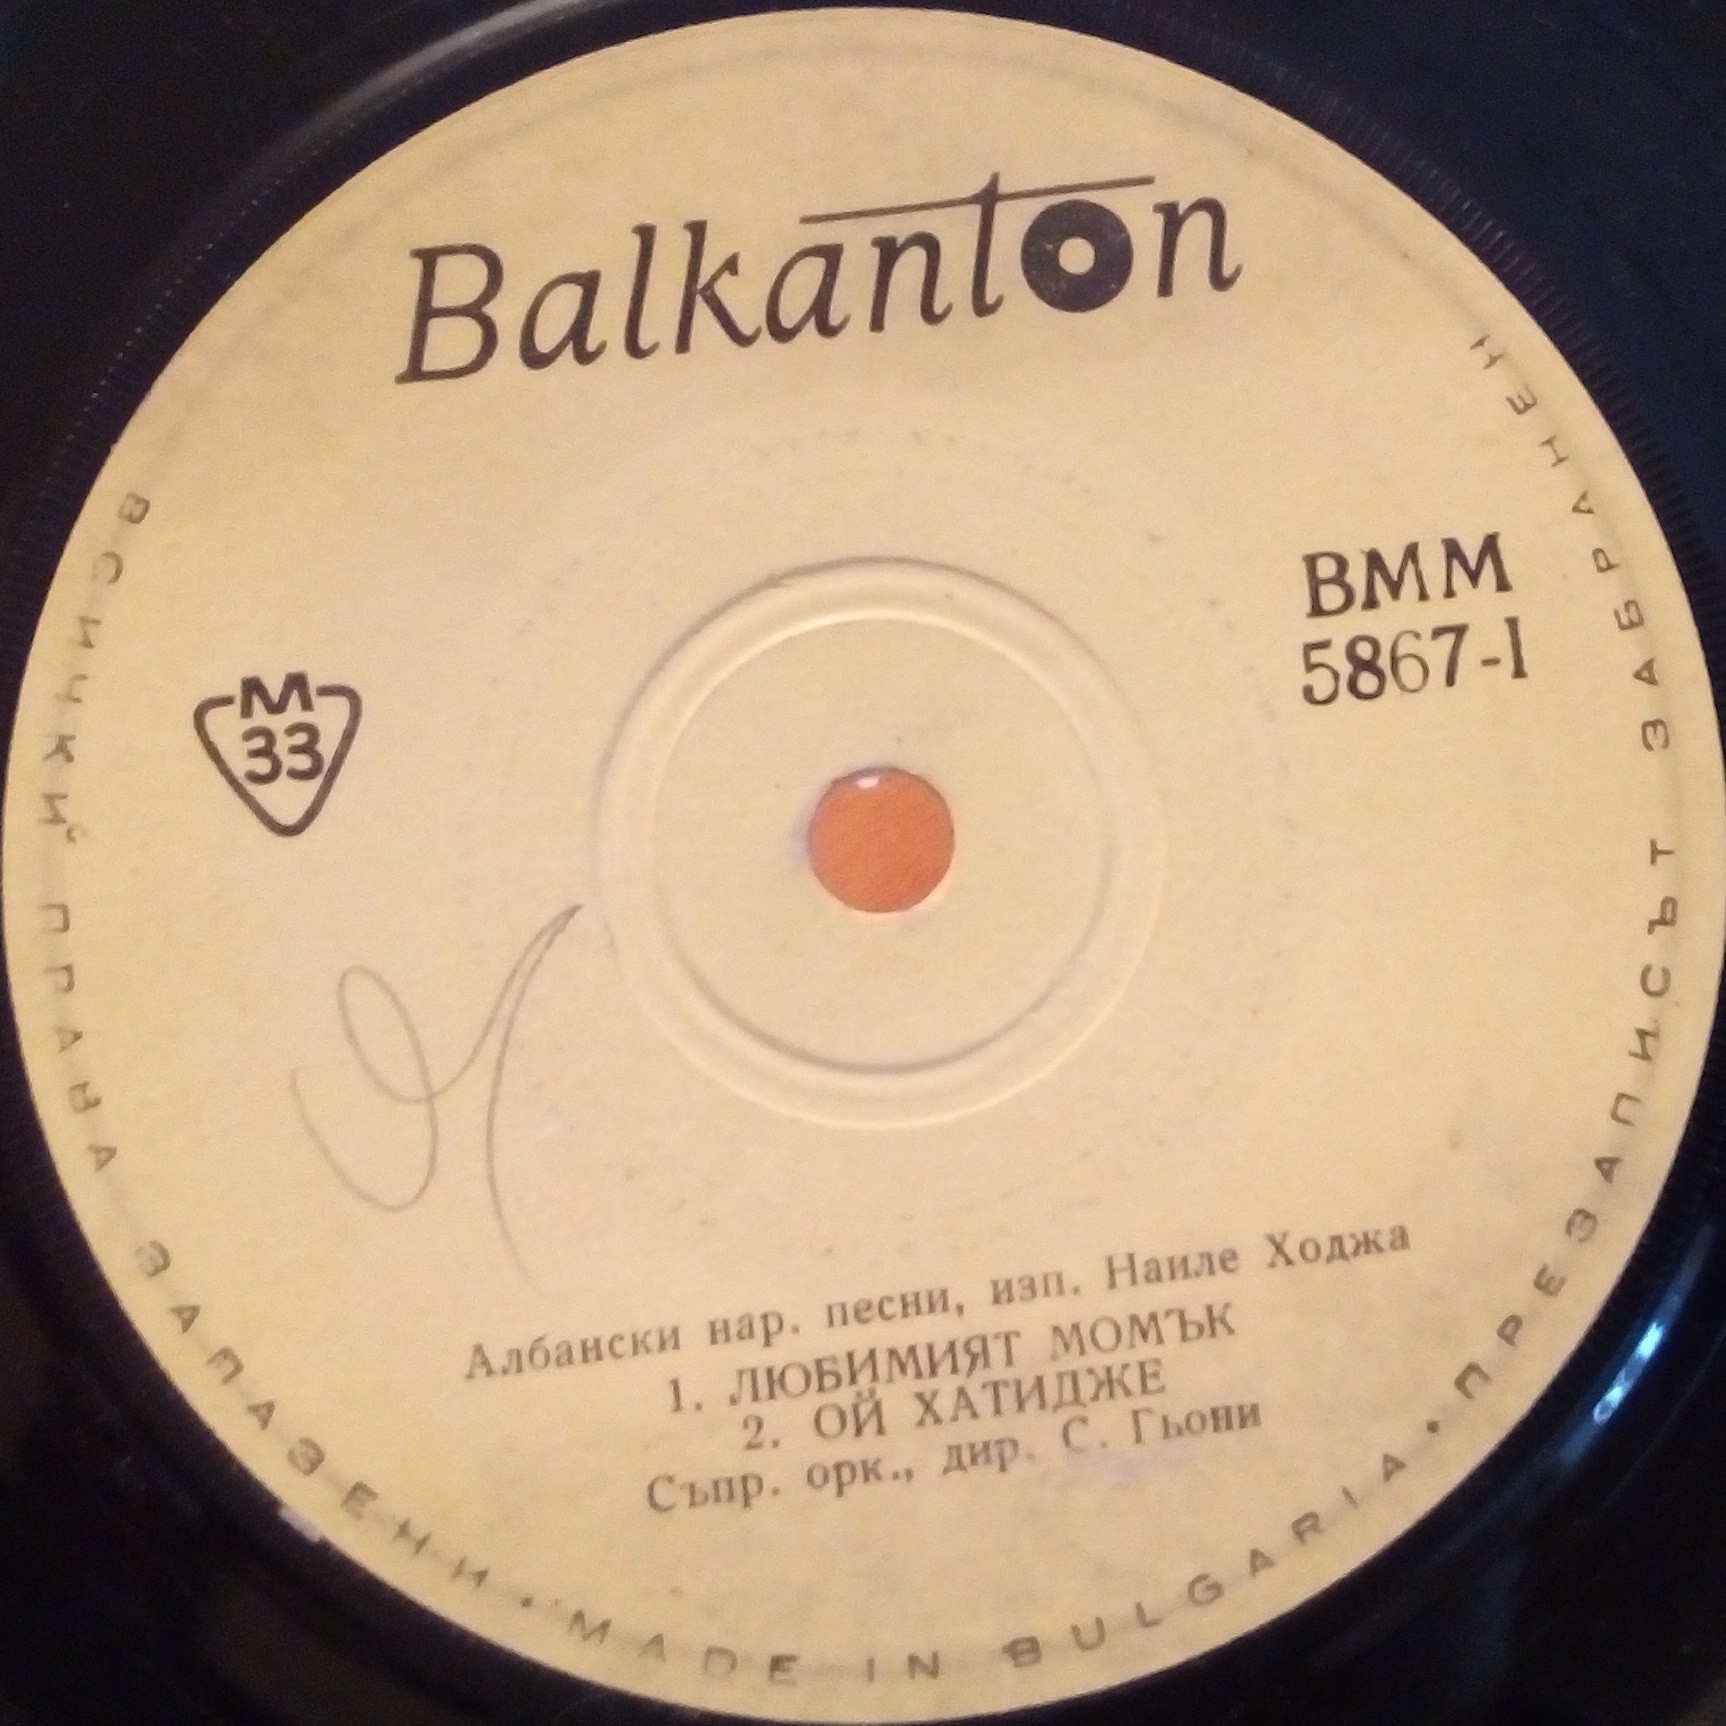 Balkanton
ВММ
5867-I
М
33
Албански нар. песни, изп. Наиле Ходжа
1. ЛЮБИМИЯТ МОМЪК
2. ОЙ ХАТИДЖЕ
Съпр. орк., дир. С. Гьони
ВСИЧКИ ПРАВА ЗАПАЗЕНИ • MADE IN BULGARIA • ПРЕЗАПИСЪТ ЗАБРАНЕН